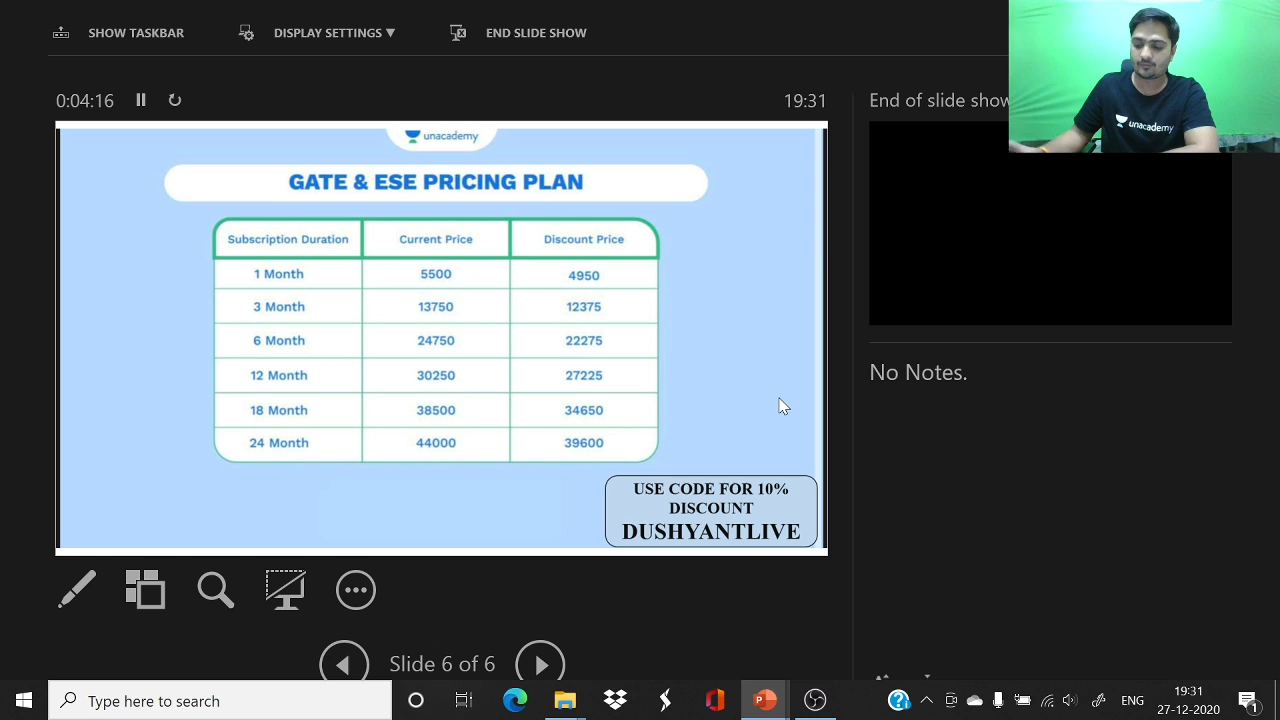 SHOW TASKBAR
DISPLAY SETTINGS ▼
END SLIDE SHOW
0:04:16
19:31
End of slide show
unacademy
unacademy
GATE & ESE PRICING PLAN
Subscription Duration Current Price Discount Price
1 Month 5500 4950
3 Month 13750 12375
6 Month 24750 22275
12 Month 30250 27225
18 Month 38500 34650
24 Month 44000 39600
USE CODE FOR 10%
DISCOUNT
DUSHYANTLIVE
No Notes.
Slide 6 of 6
Type here to search
ENG
19:31
27-12-2020
1